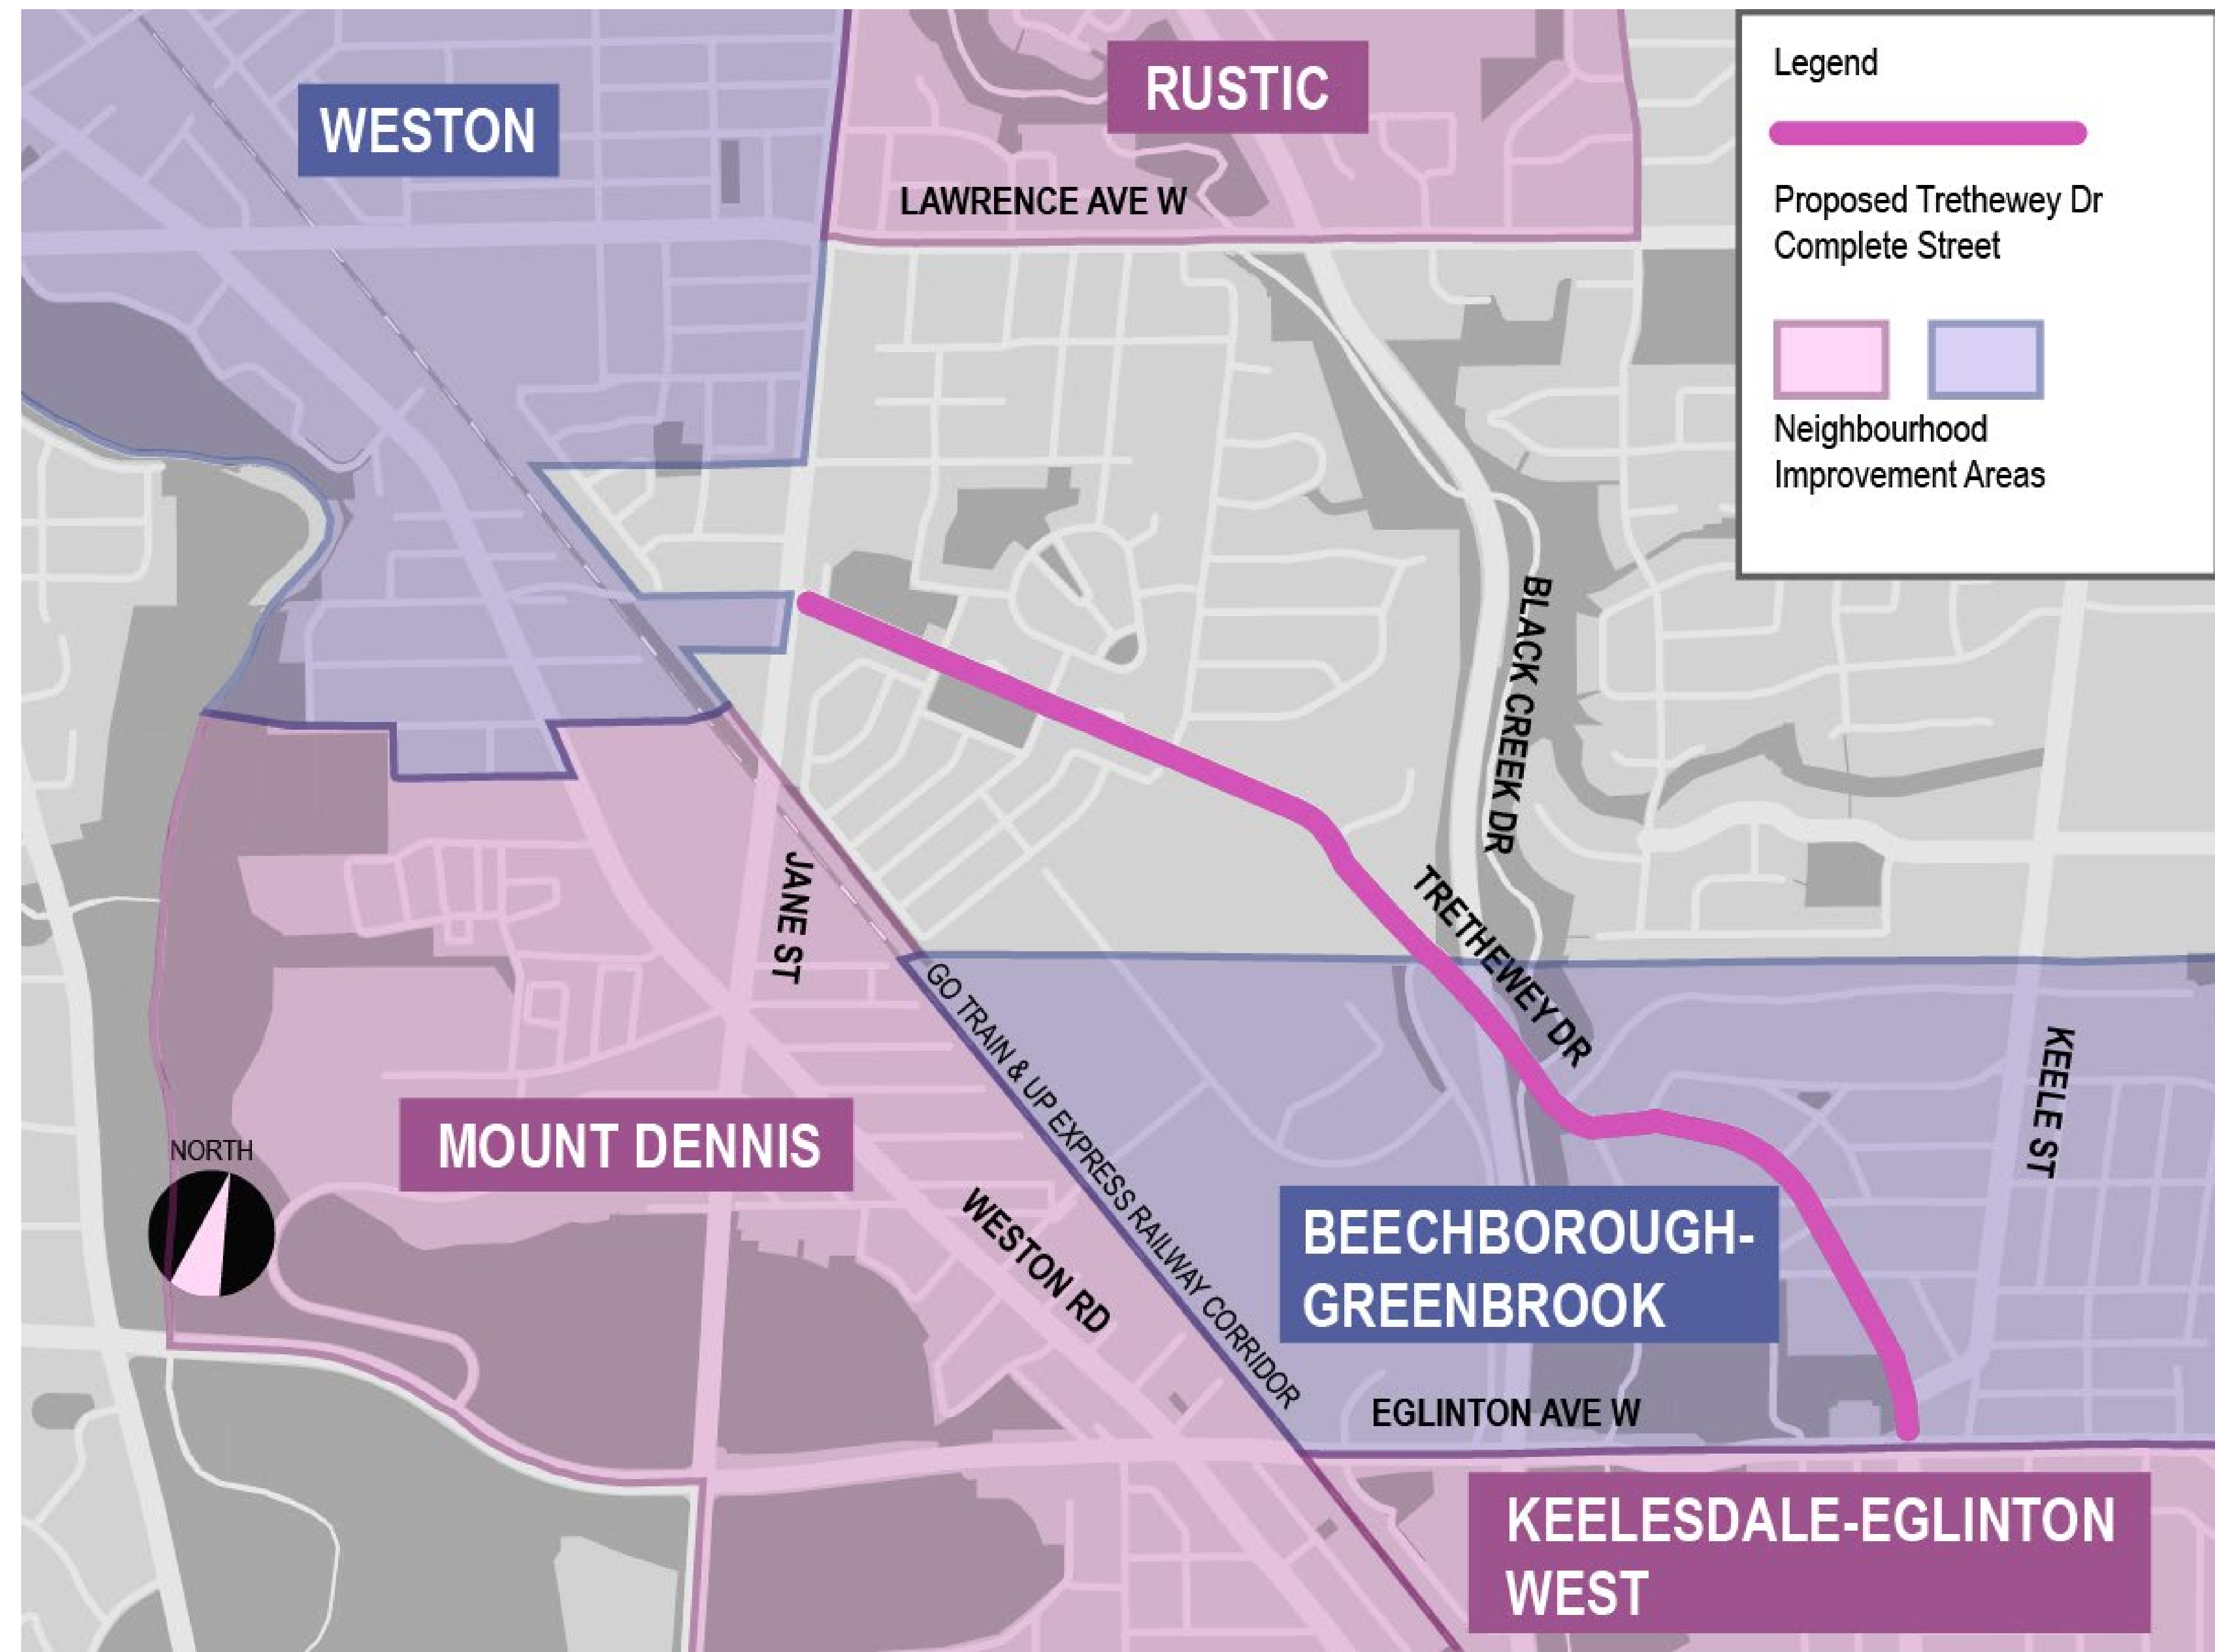 WESTON
RUSTIC
LAWRENCE AVE W
Legend
Proposed Trethewey Dr
Complete Street
Neighbourhood
Improvement Areas
BLACK CREEK DR
TRETHEWEY DR
JANE ST
KEELE ST
GO TRAIN & UP EXPRESS RAILWAY CORRIDOR
MOUNT DENNIS
NORTH
WESTON RD
BEECHBOROUGH-
GREENBROOK
EGLINTON AVE W
KEELESDALE-EGLINTON
WEST